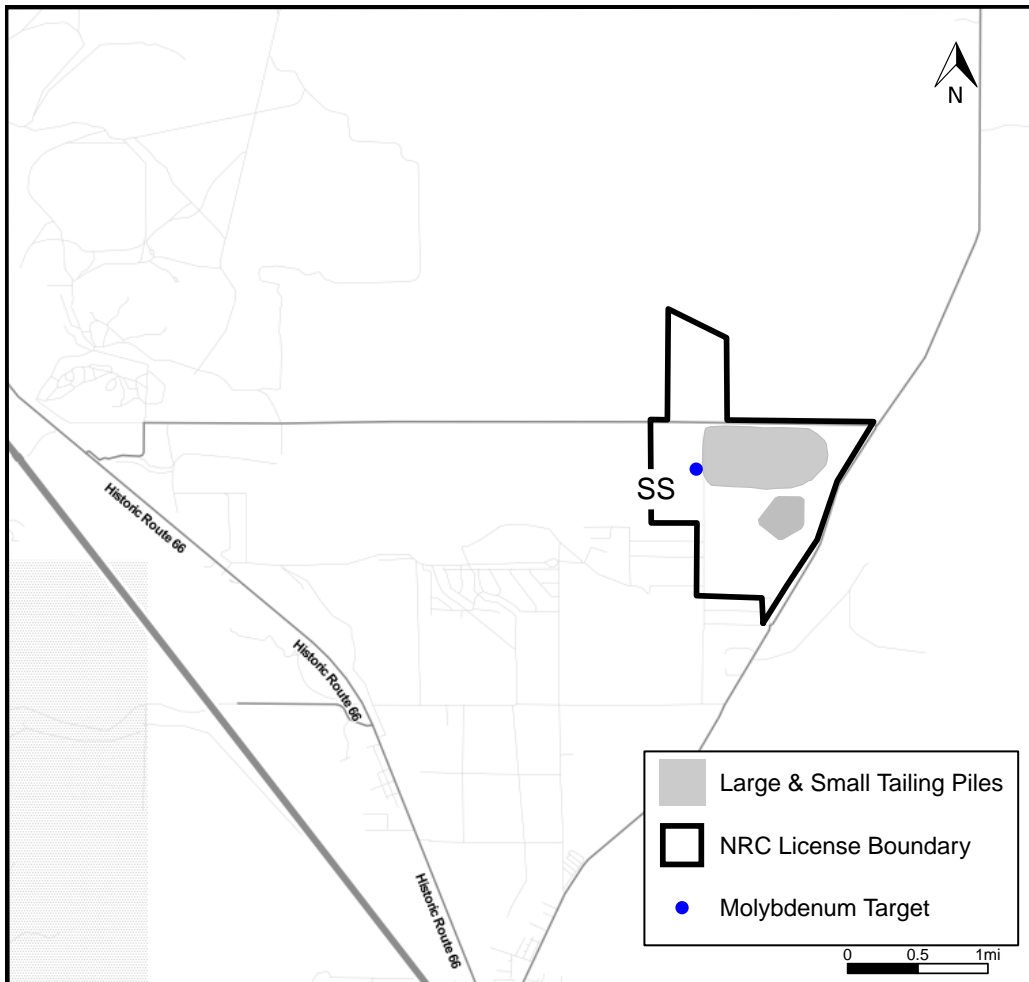 N
SS
Historic Route 66
Historic Route 66
Historic Route 66
Large & Small Tailing Piles
NRC License Boundary
Molybdenum Target
0 0.5 1mi